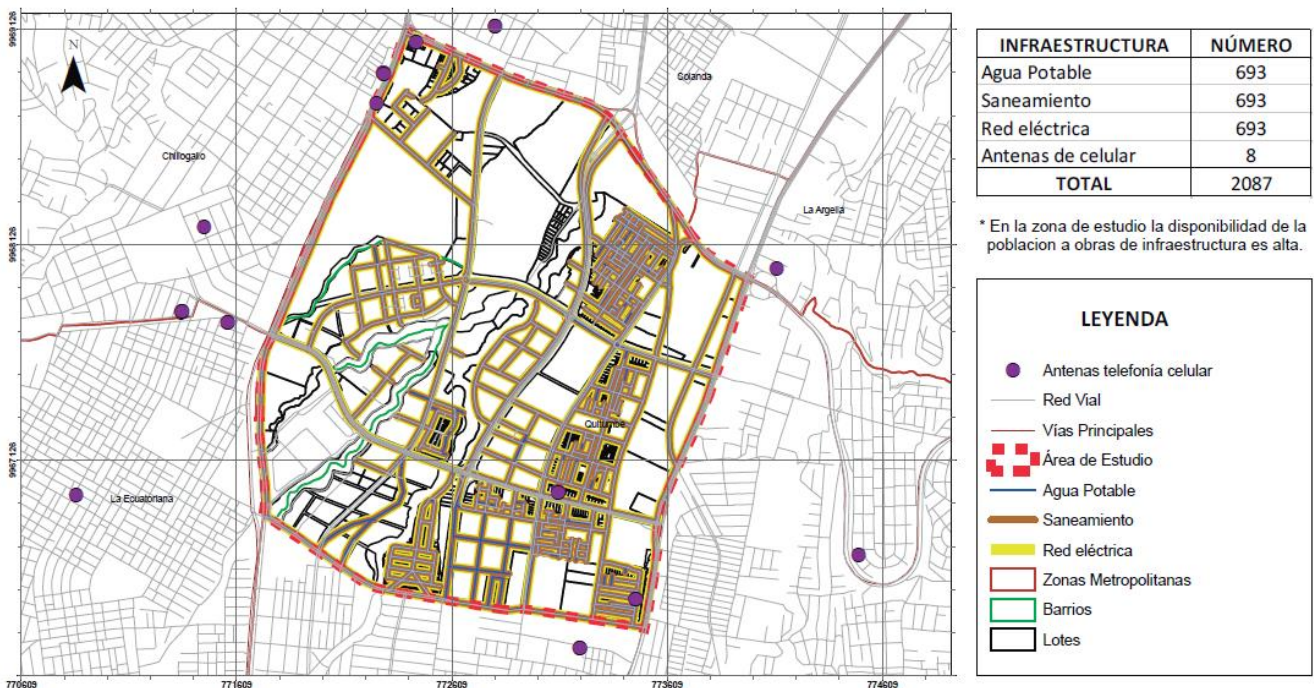 9969126
9968126
9967126
N
Solanda
Chillogallo
La Argelia
Quitumbe
La Ecuatoriana
770609
771609
772609
773609
774609
INFRAESTRUCTURA NÚMERO
Agua Potable 693
Saneamiento 693
Red eléctrica 693
Antenas de celular 8
TOTAL 2087
* En la zona de estudio la disponibilidad de la
poblacion a obras de infraestructura es alta.
LEYENDA
Antenas telefonía celular
Red Vial
Vías Principales
Área de Estudio
Agua Potable
Saneamiento
Red eléctrica
Zonas Metropolitanas
Barrios
Lotes